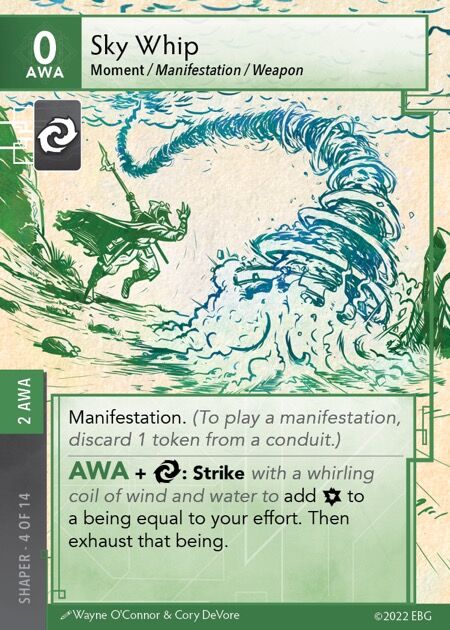 0
AWA
Sky Whip
Moment / Manifestation / Weapon
2 AWA
SHAPER - 4 OF 14
Manifestation. (To play a manifestation,
discard 1 token from a conduit.)
AWA + : Strike with a whirling
coil of wind and water to add to
a being equal to your effort. Then
exhaust that being.
Wayne O'Connor & Cory DeVore
©2022 EBG